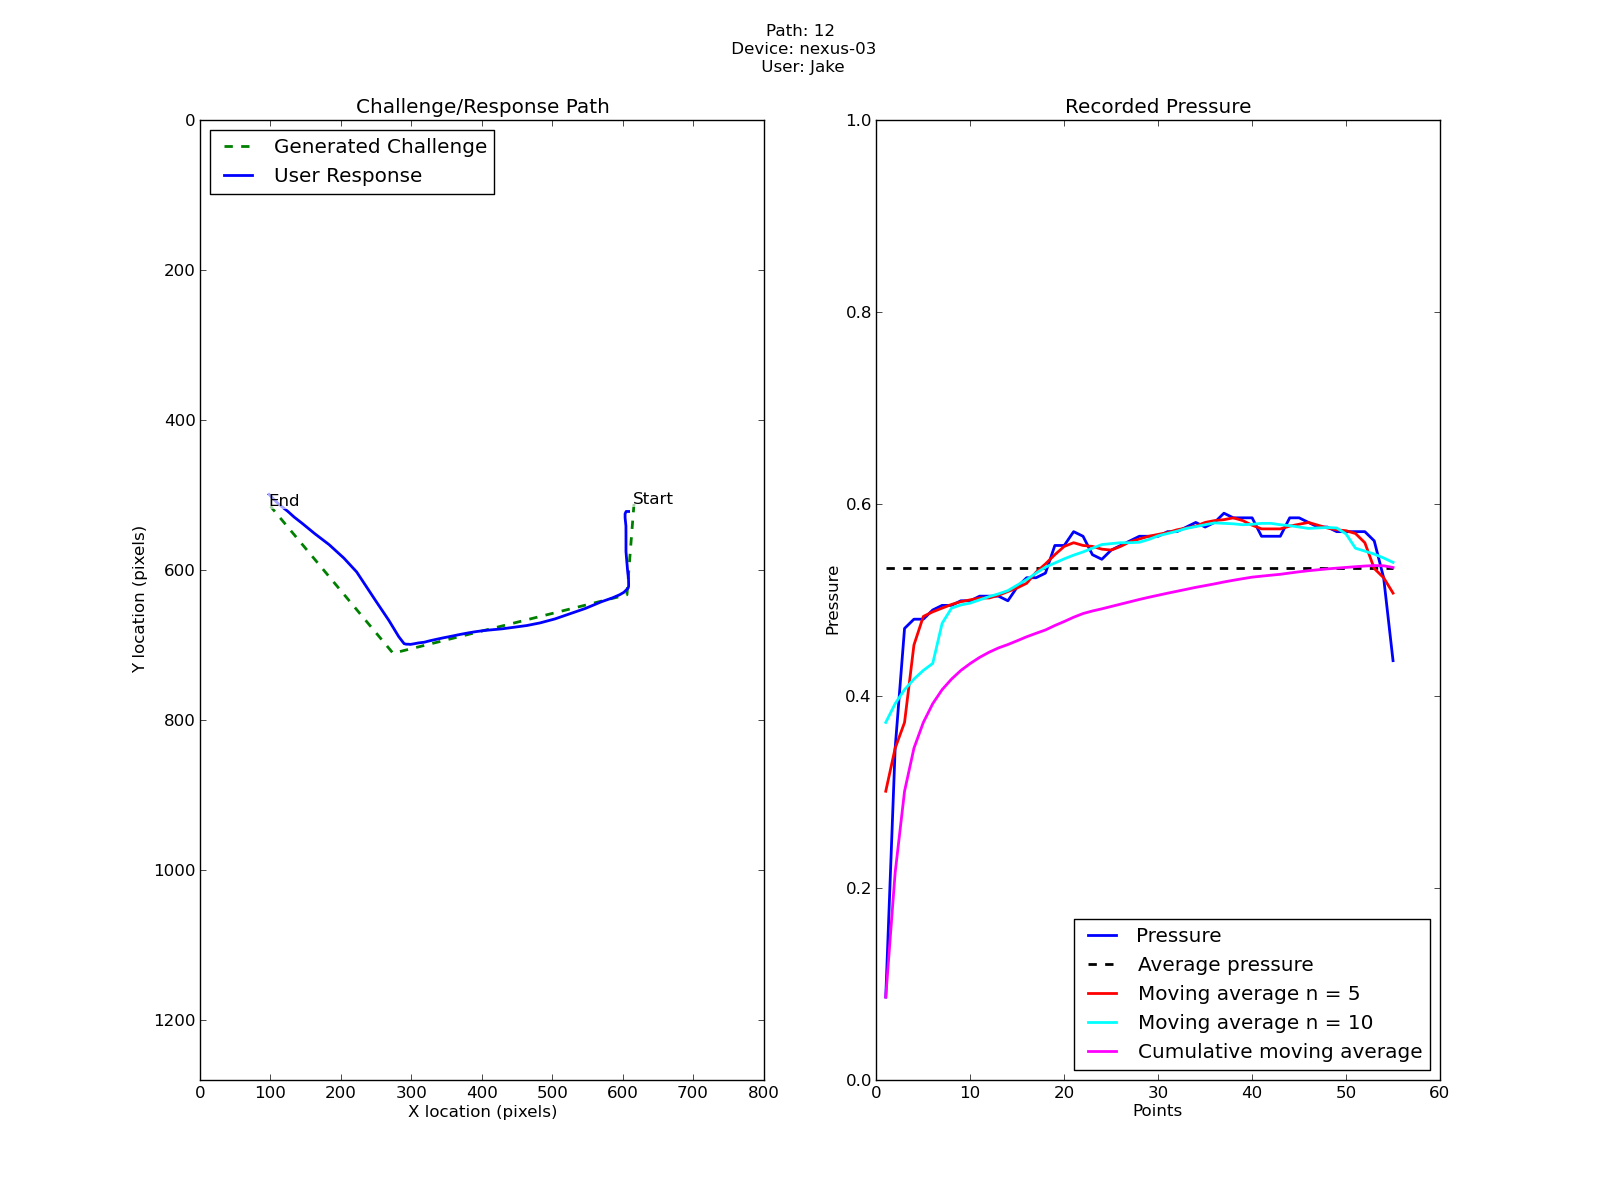 Path: 12
Device: nexus-03
User: Jake
Challenge/Response Path
0
200
400
600
800
1000
1200
Y location (pixels)
Generated Challenge
User Response
End
Start
0 100 200 300 400 500 600 700 800
X location (pixels)
Recorded Pressure
1.0
0.8
0.6
0.4
0.2
0.0
Pressure
Pressure
Average pressure
Moving average n = 5
Moving average n = 10
Cumulative moving average
0 10 20 30 40 50 60
Points